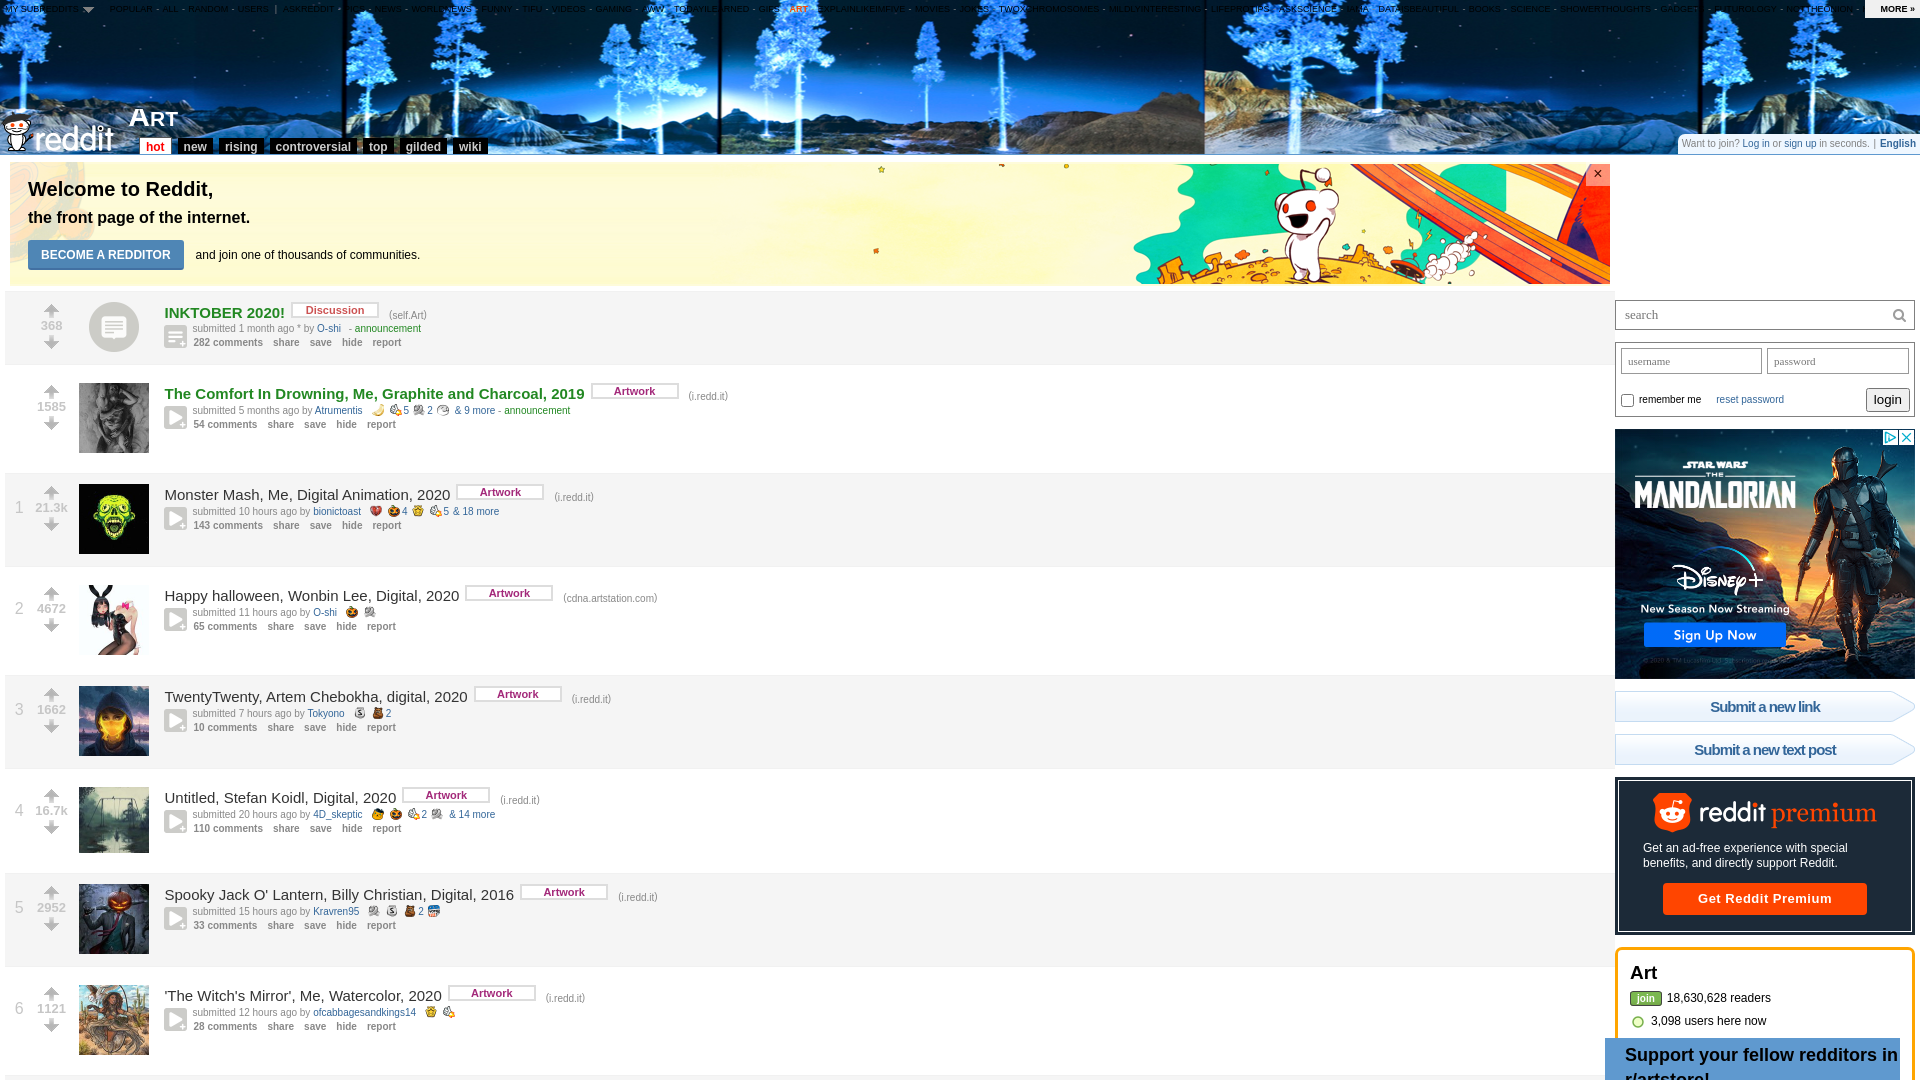 MY SUBREDDITS POPULAR - ALL - RANDOM - USERS | ASKREDDIT - PICS - NEWS - WORLDNEWS - FUNNY - TIFU - VIDEOS - GAMING - AWW - TODAYILEARNED - GIFS - ART - EXPLAINLIKEIMFIVE - MOVIES - JOKES - TWOXCHROMOSOMES - MILDLYINTERESTING - LIFEPROTIPS - ASKSCIENCE - IAMA - DATAISBEAUTIFUL - BOOKS - SCIENCE - SHOWERTHOUGHTS - GADGETS - FUTUROLOGY - NOTTHEONION - MORE »
reddit Art
hot new rising controversial top gilded wiki
Want to join? Log in or sign up in seconds. | English
Welcome to Reddit,
the front page of the internet.
BECOME A REDDITOR and join one of thousands of communities.
×
INKTOBER 2020! Discussion (self.Art)
368
submitted 1 month ago * by O-shi - announcement
282 comments share save hide report
The Comfort In Drowning, Me, Graphite and Charcoal, 2019 Artwork (i.redd.it)
1585
submitted 5 months ago by Atrumentis 5 2 & 9 more - announcement
54 comments share save hide report
Monster Mash, Me, Digital Animation, 2020 Artwork (i.redd.it)
1 21.3k
submitted 10 hours ago by bionictoast 4 5 & 18 more
143 comments share save hide report
Happy halloween, Wonbin Lee, Digital, 2020 Artwork (cdna.artstation.com)
2 4672
submitted 11 hours ago by O-shi
65 comments share save hide report
TwentyTwenty, Artem Chebokha, digital, 2020 Artwork (i.redd.it)
3 1662
submitted 7 hours ago by Tokyono 2
10 comments share save hide report
Untitled, Stefan Koidl, Digital, 2020 Artwork (i.redd.it)
4 16.7k
submitted 20 hours ago by 4D_skeptic 2 & 14 more
110 comments share save hide report
Spooky Jack O' Lantern, Billy Christian, Digital, 2016 Artwork (i.redd.it)
5 2952
submitted 15 hours ago by Kravren95 2
33 comments share save hide report
'The Witch's Mirror', Me, Watercolor, 2020 Artwork (i.redd.it)
6 1121
submitted 12 hours ago by ofcabbagesandkings14
28 comments share save hide report
search
username password
remember me reset password login
STAR WARS
THE
MANDALORIAN
Disney+
New Season Now Streaming
Sign Up Now
Submit a new link
Submit a new text post
reddit premium
Get an ad-free experience with special
benefits, and directly support Reddit.
Get Reddit Premium
Art
join 18,630,628 readers
3,098 users here now
Support your fellow redditors in
r/artstore!